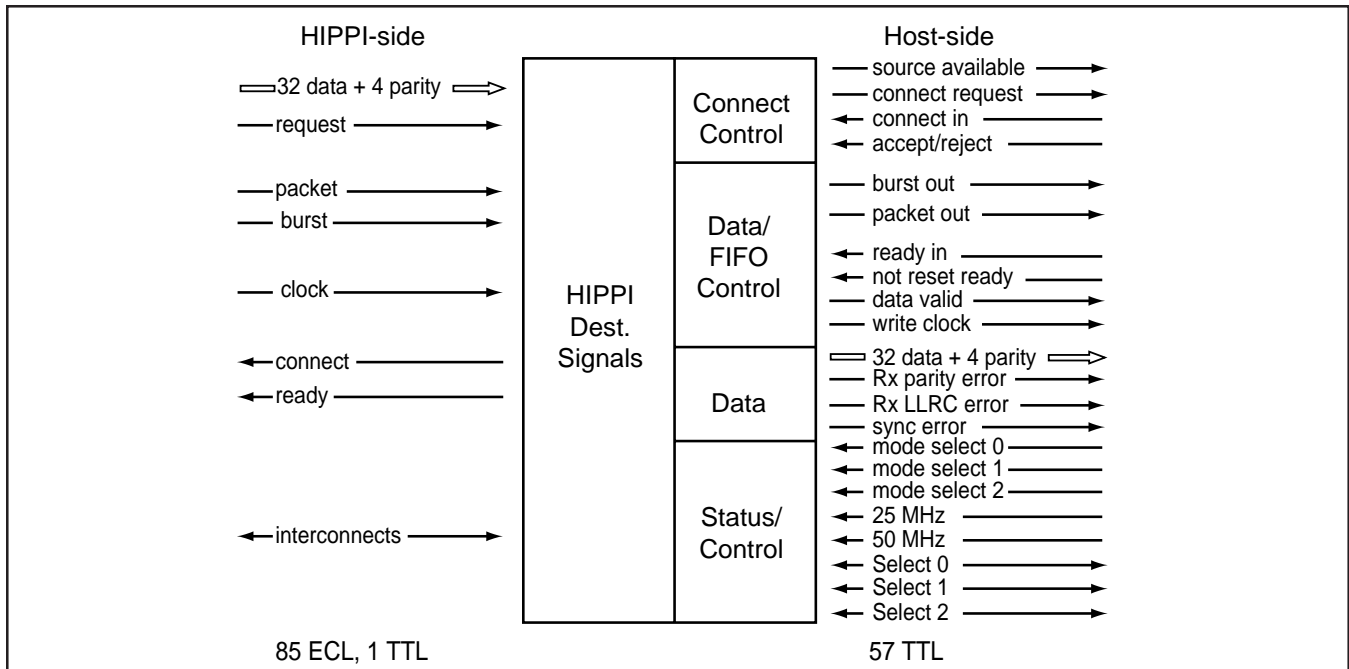 HIPPI-side
Host-side
32 data + 4 parity
request
packet
burst
clock
connect
ready
interconnects
85 ECL, 1 TTL
HIPPI
Dest.
Signals
Connect
Control
Data/
FIFO
Control
Data
Status/
Control
source available
connect request
connect in
accept/reject
burst out
packet out
ready in
not reset ready
data valid
write clock
32 data + 4 parity
Rx parity error
Rx LLRC error
sync error
mode select 0
mode select 1
mode select 2
25 MHz
50 MHz
Select 0
Select 1
Select 2
57 TTL